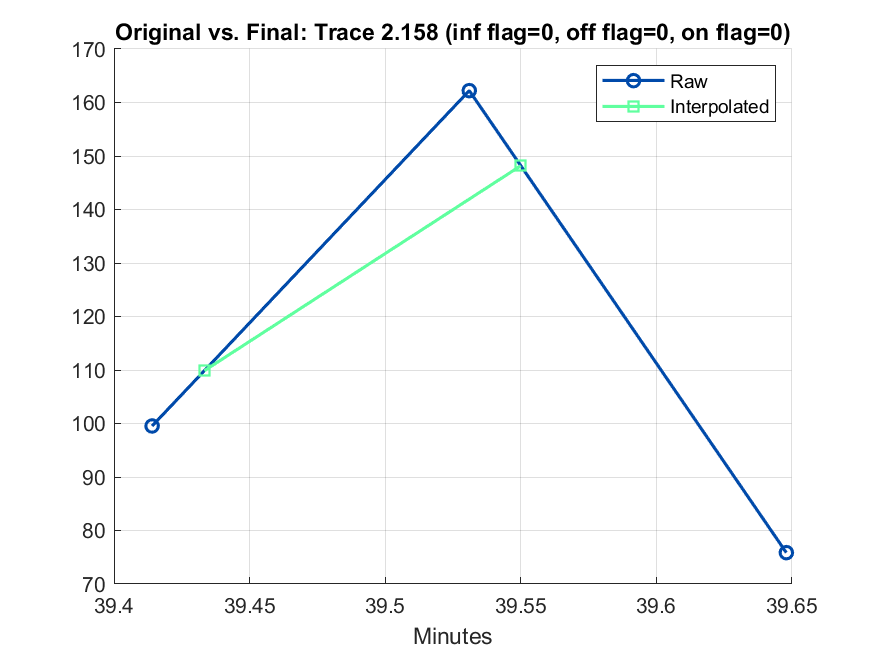 Original vs. Final: Trace 2.158 (inf flag=0, off flag=0, on flag=0)
170
160
150
140
130
120
110
100
90
80
70
Raw
Interpolated
39.4 39.45 39.5 39.55 39.6 39.65
Minutes